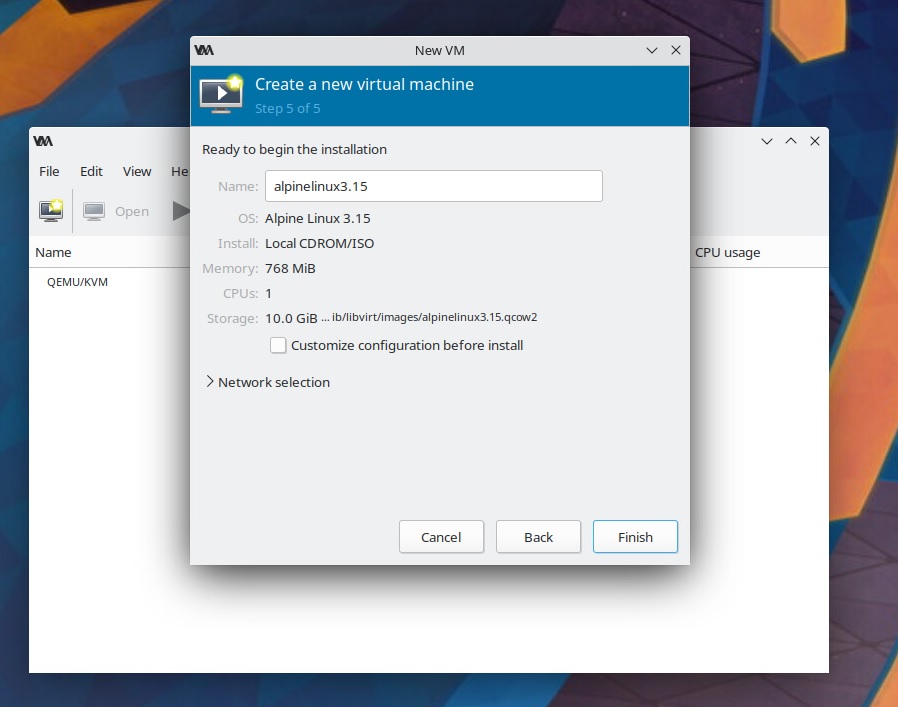 New VM
Create a new virtual machine
Step 5 of 5
Ready to begin the installation
Name: alpinelinux3.15
OS: Alpine Linux 3.15
Install: Local CDROM/ISO
Memory: 768 MiB
CPUs: 1
Storage: 10.0 GiB ... ib/libvirt/images/alpinelinux3.15.qcow2
Customize configuration before install
Network selection
Cancel Back Finish
File Edit View He
Open
Name CPU usage
QEMU/KVM